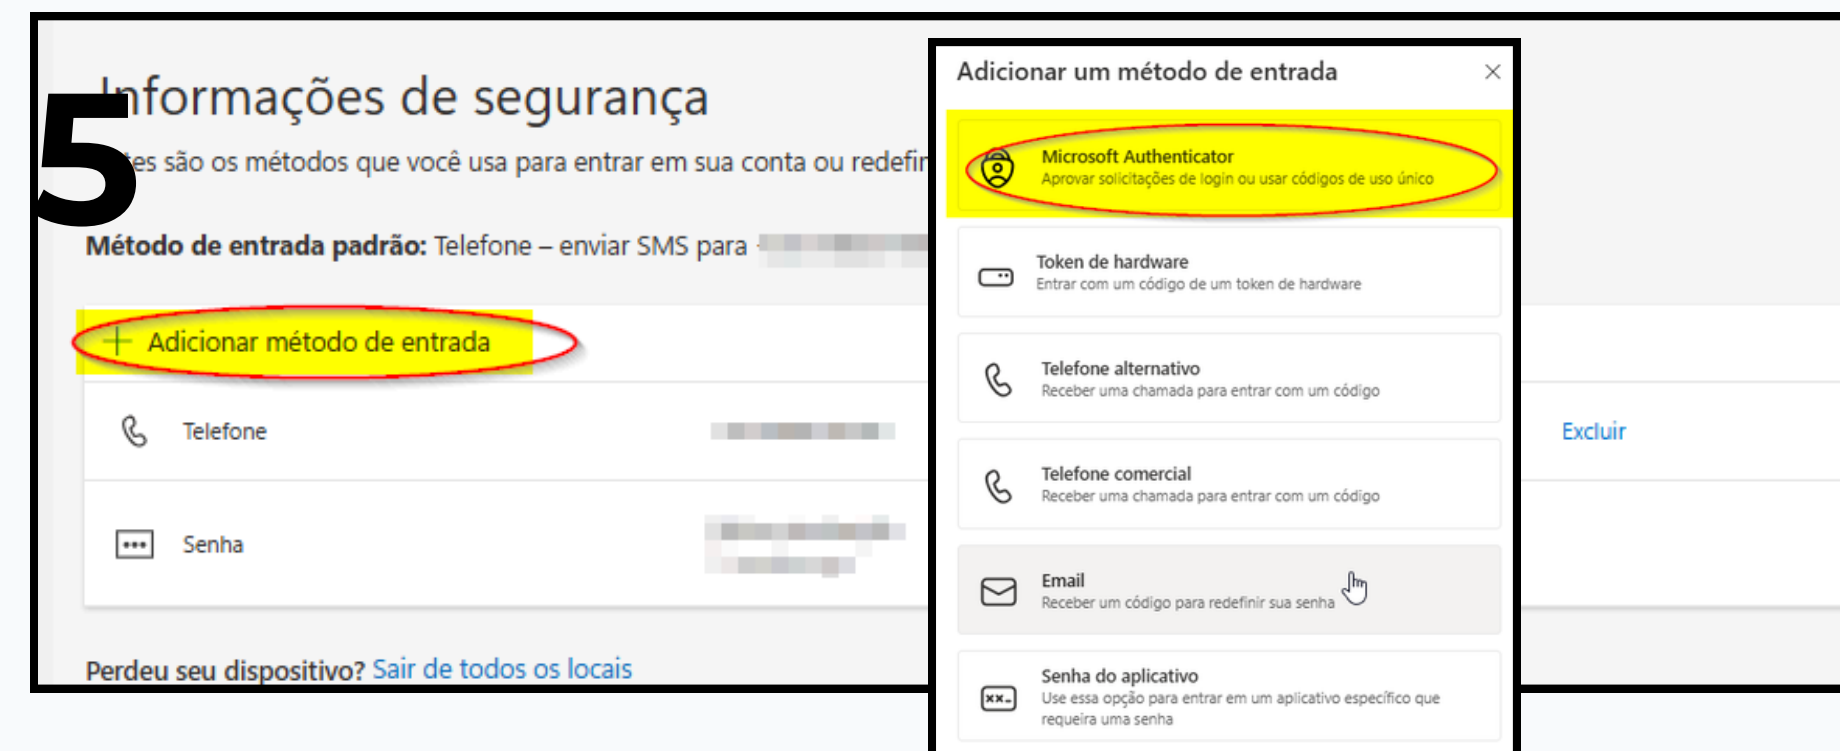 5
Informações de segurança
tes são os métodos que você usa para entrar em sua conta ou redefir
Método de entrada padrão: Telefone – enviar SMS para
+ Adicionar método de entrada
Telefone
Excluir
Senha
Perdeu seu dispositivo? Sair de todos os locais
Adicionar um método de entrada
Microsoft Authenticator
Aprovar solicitações de login ou usar códigos de uso único
Token de hardware
Entrar com um código de um token de hardware
Telefone alternativo
Receber uma chamada para entrar com um código
Telefone comercial
Receber uma chamada para entrar com um código
Email
Receber um código para redefinir sua senha
Senha do aplicativo
Use essa opção para entrar em um aplicativo específico que
requeira uma senha